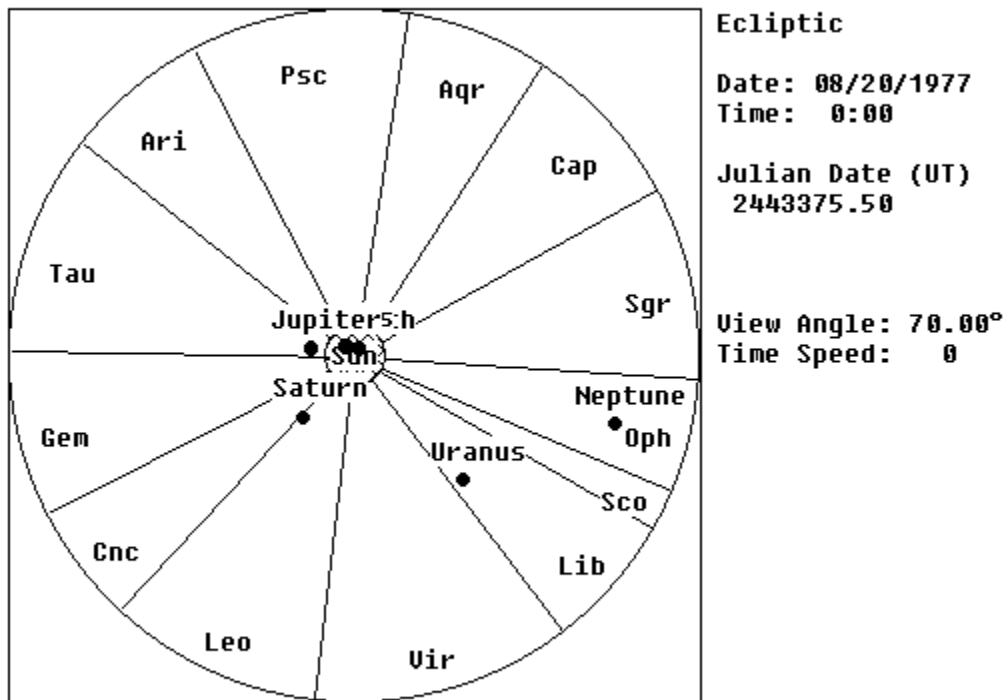 Ecliptic
Date: 08/20/1977
Time: 0:00
Julian Date (UT)
2443375.50
View Angle: 70.00°
Time Speed: 0
Psc
Aqr
Ari
Cap
Tau
Sgr
Jupiter
Sun
Saturn
Neptune
Gem
Oph
Uranus
Sco
Cnc
Lib
Leo
Vir